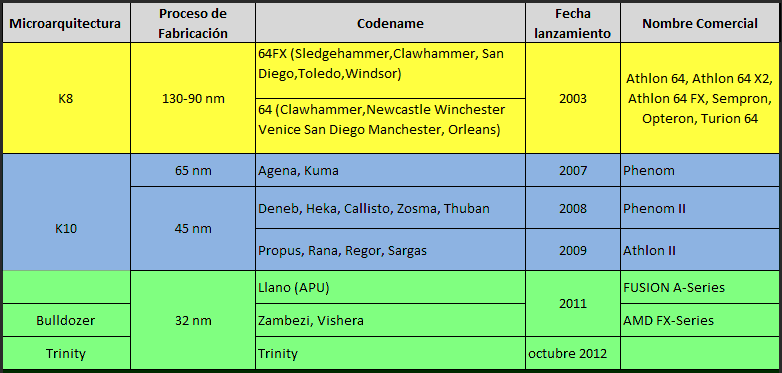 Microarquitectura
Proceso de
Fabricación
Codename
Fecha
lanzamiento
Nombre Comercial
K8
130-90 nm
64FX (Sledgehammer,Clawhammer, San
Diego,Toledo,Windsor)
64 (Clawhammer,Newcastle Winchester
Venice San Diego Manchester, Orleans)
2003
Athlon 64, Athlon 64 X2,
Athlon 64 FX, Sempron,
Opteron, Turion 64
K10
65 nm
Agena, Kuma
2007
Phenom
45 nm
Deneb, Heka, Callisto, Zosma, Thuban
2008
Phenom II
Propus, Rana, Regor, Sargas
2009
Athlon II
32 nm
Llano (APU)
2011
FUSION A-Series
Bulldozer
Zambezi, Vishera
AMD FX-Series
Trinity
Trinity
octubre 2012